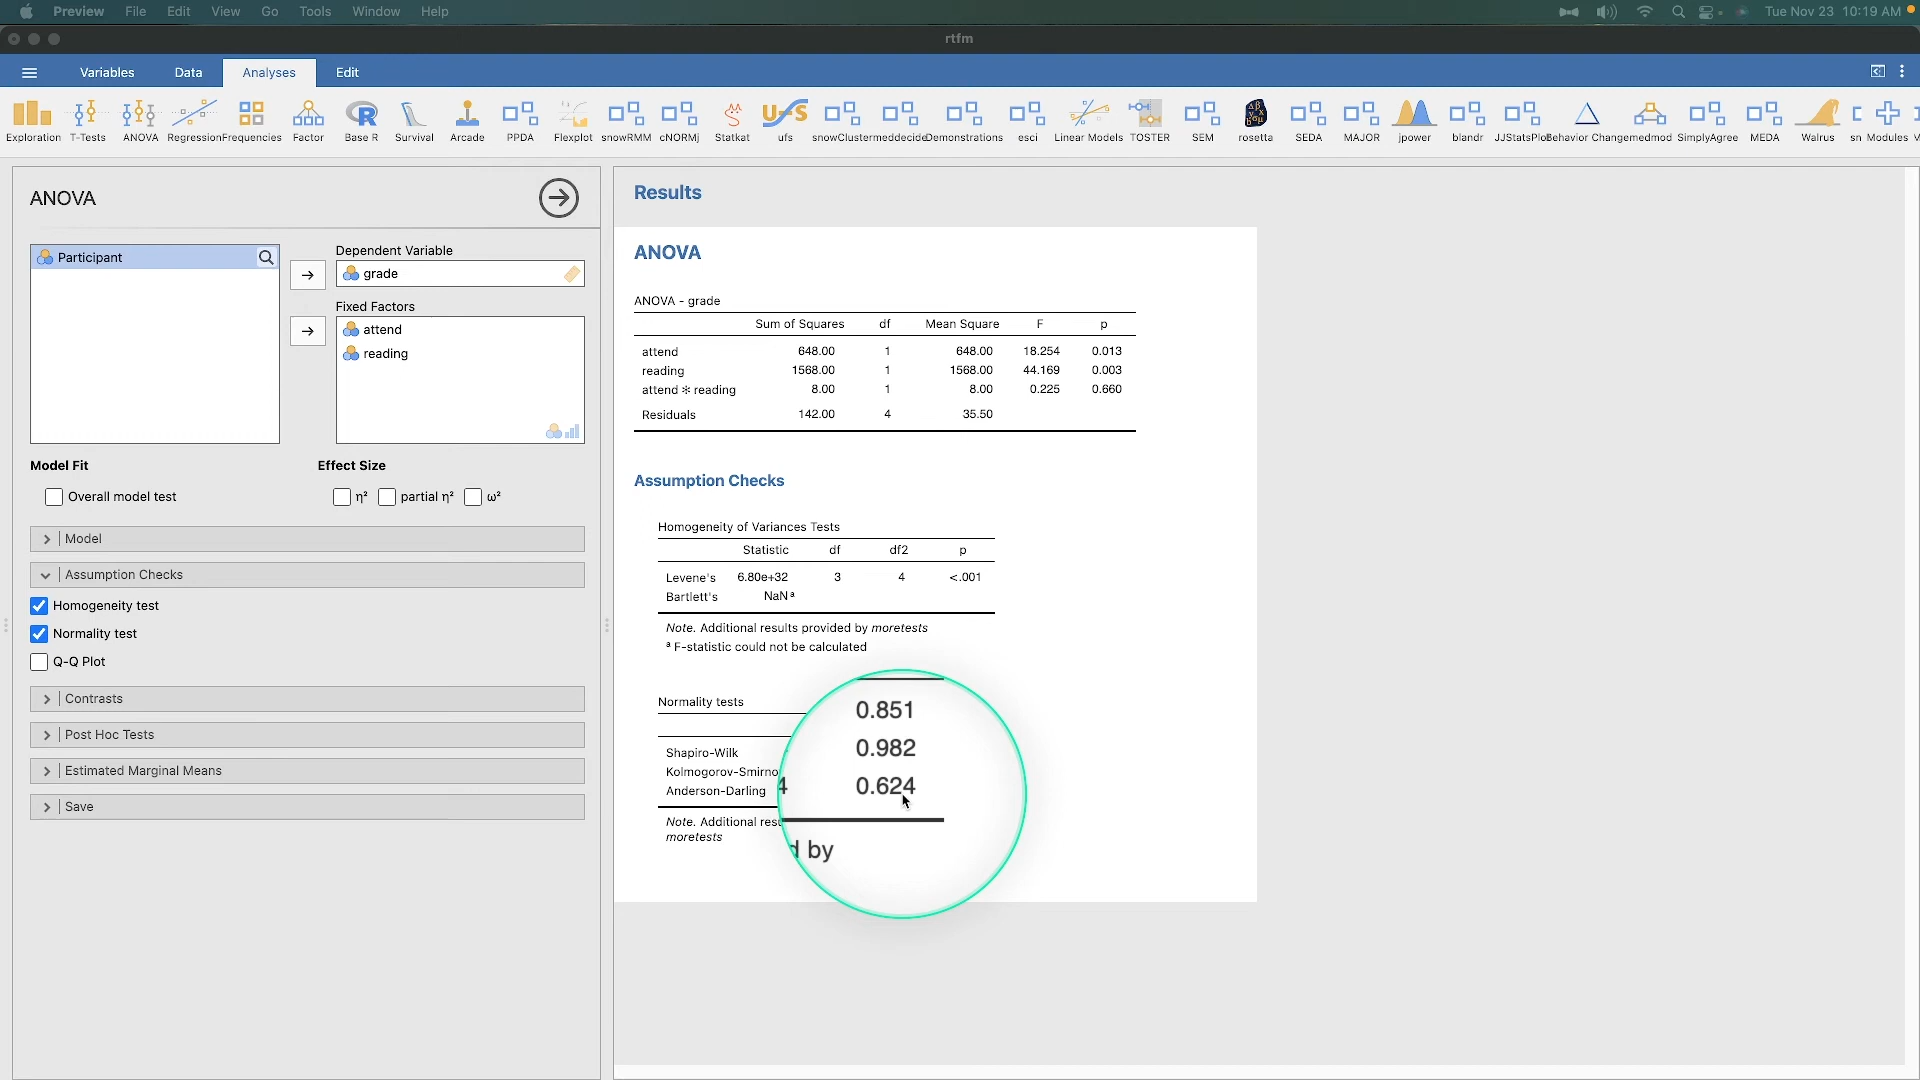 Preview File Edit View Go Tools Window Help Tue Nov 23 10:19 AM
rtfm
Variables Data Analyses Edit
Exploration T-Tests ANOVA Regression Frequencies Factor Base R Survival Arcade PPDA Flexplot snowRMM cNORMj Statkat ufs snowCluster meddecide Demonstrations esci Linear Models TOSTER SEM rosetta SEDA MAJOR jpower blandr JJStatsPlo Behavior Change medmod SimplyAgree MEDA Walrus sn Modules
ANOVA
Participant
Dependent Variable
grade
Fixed Factors
attend
reading
Model Fit
Effect Size
Overall model test
η² partial η² ω²
Model
Assumption Checks
Homogeneity test
Normality test
Q-Q Plot
Contrasts
Post Hoc Tests
Estimated Marginal Means
Save
Results
ANOVA
ANOVA - grade
Sum of Squares df Mean Square F p
attend 648.00 1 648.00 18.254 0.013
reading 1568.00 1 1568.00 44.169 0.003
attend ✻ reading 8.00 1 8.00 0.225 0.660
Residuals 142.00 4 35.50
Assumption Checks
Homogeneity of Variances Tests
Statistic df df2 p
Levene's 6.80e+32 3 4 <.001
Bartlett's NaN ᵃ
Note. Additional results provided by moretests
ᵃ F-statistic could not be calculated
Normality tests
Shapiro-Wilk 0.851
Kolmogorov-Smirno 0.982
Anderson-Darling 4 0.624
Note. Additional res d by
moretests